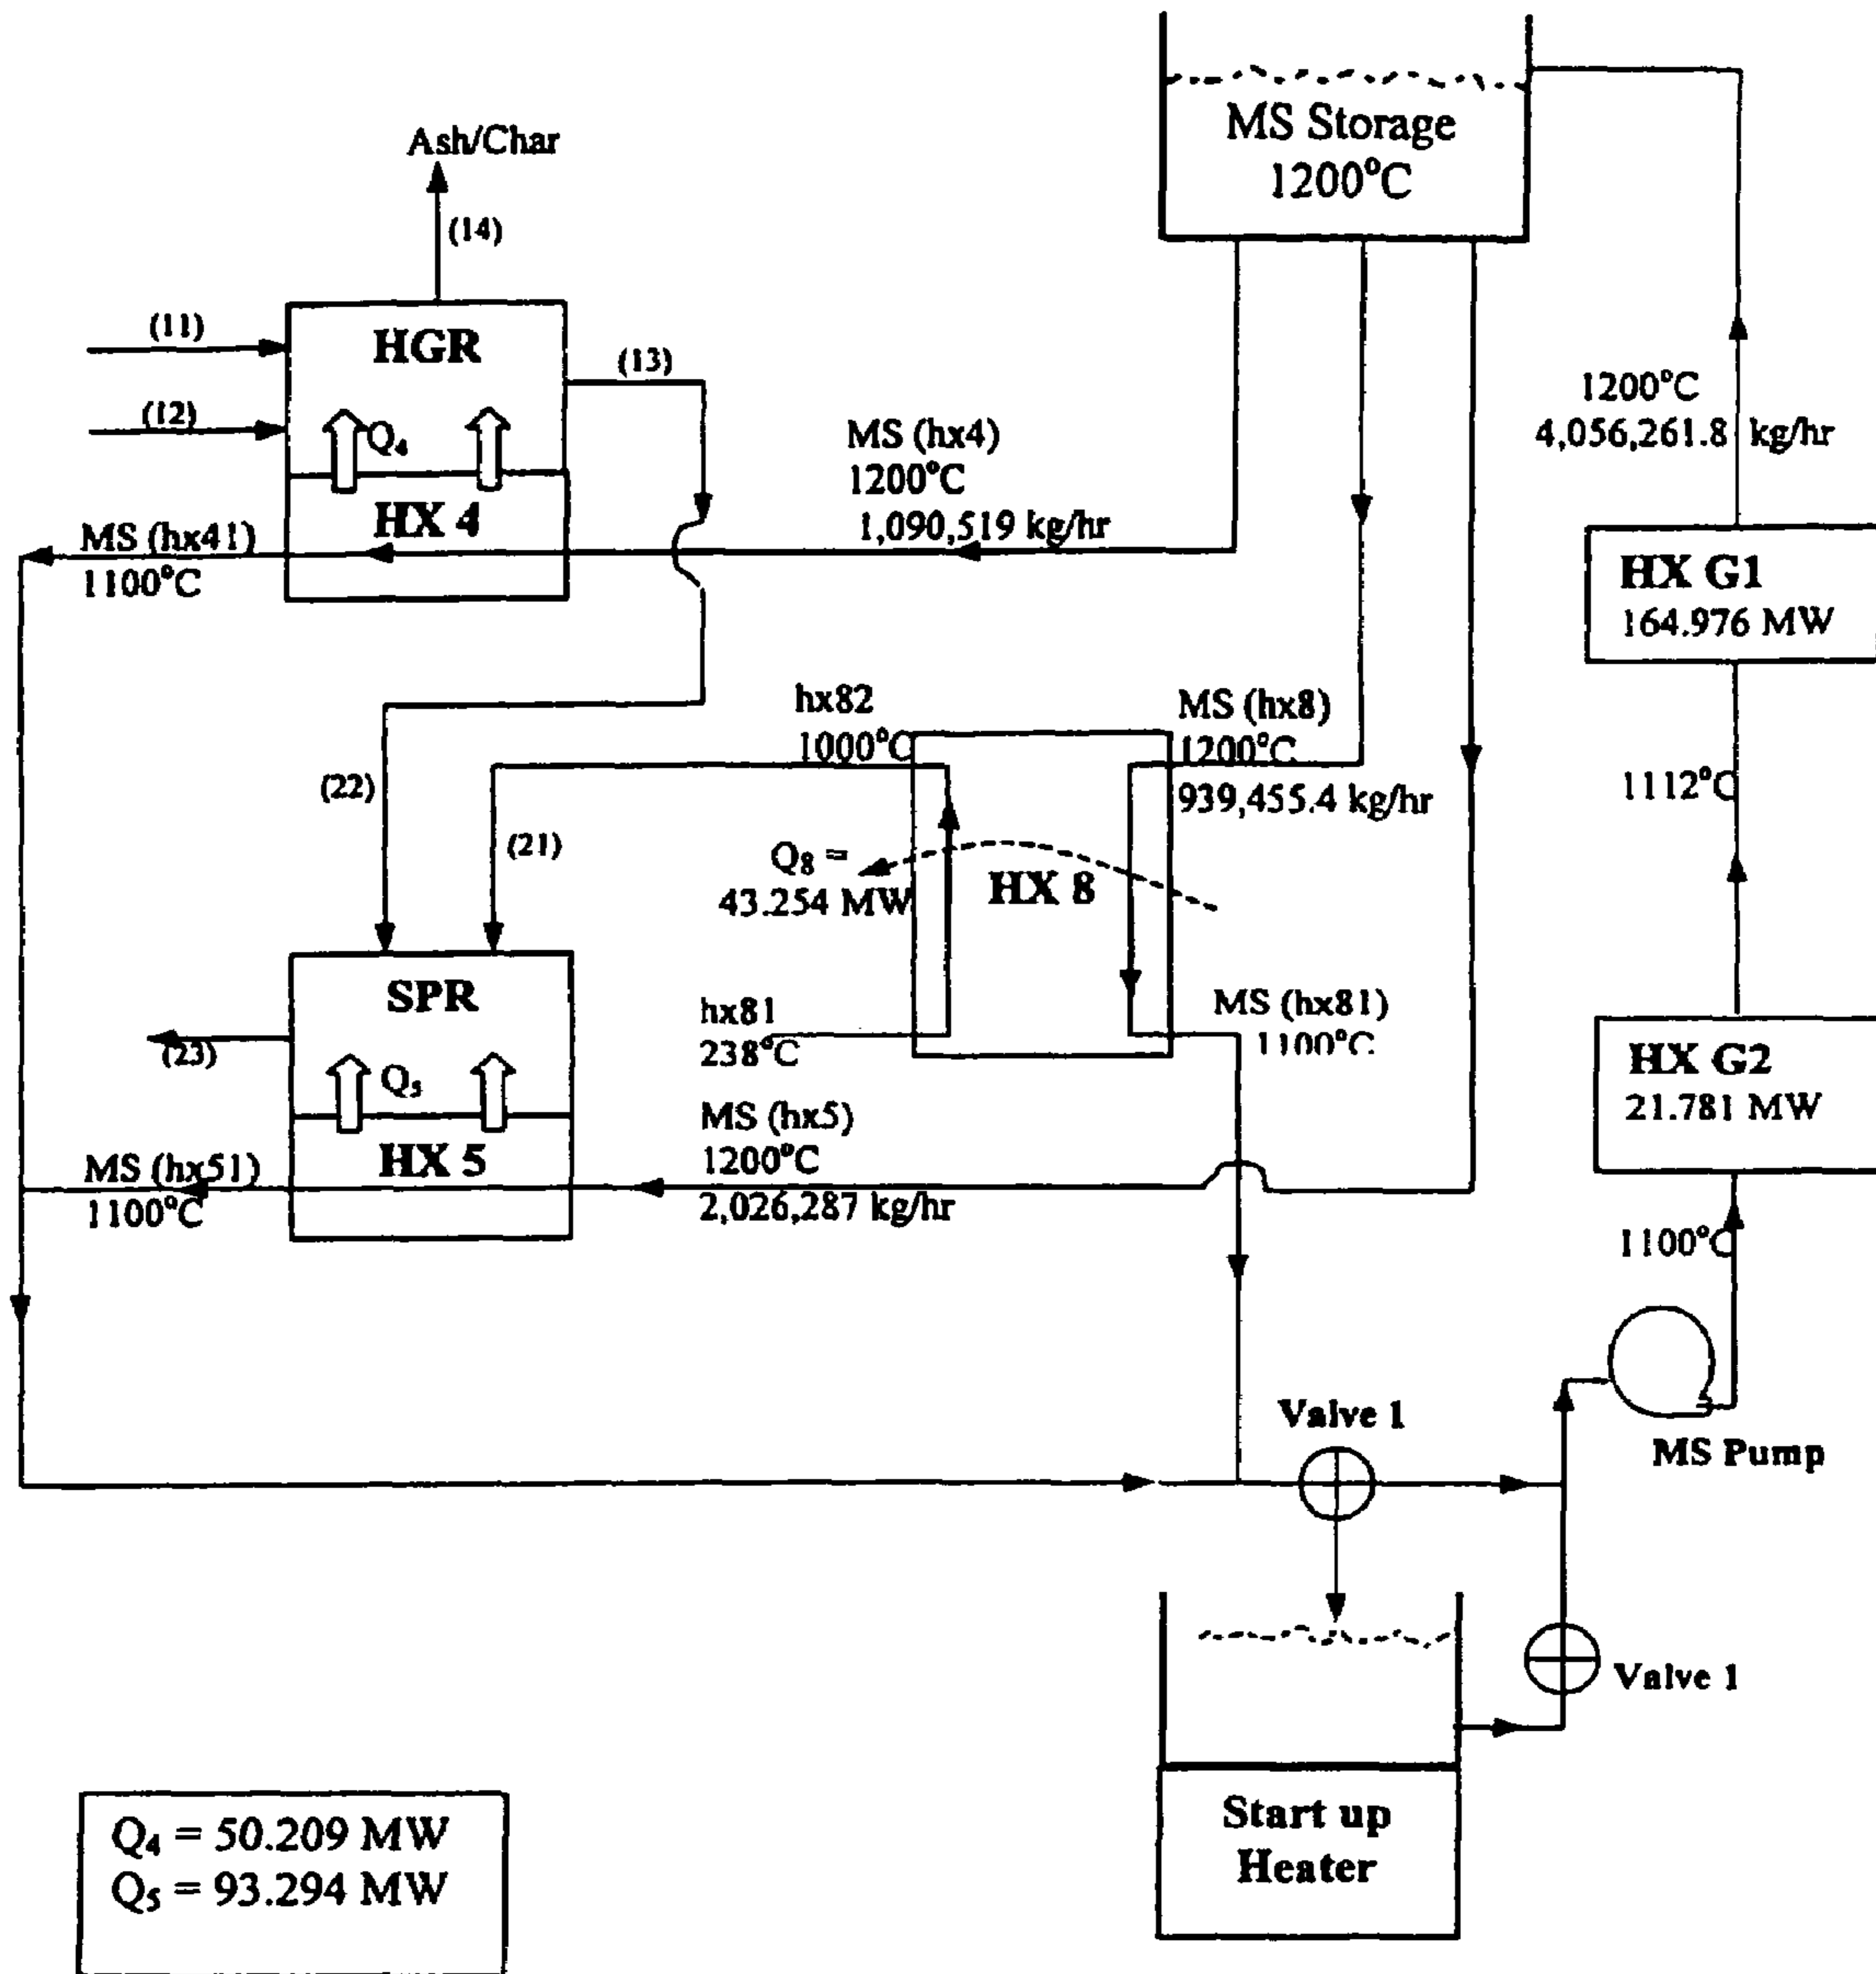 MS Storage
1200°C
Ash/Char
(14)
(11)
HGR
(13)
(12)
Q₄
HX 4
MS (hx4)
1200°C
1,090,519 kg/hr
MS (hx41)
1100°C
1200°C
4,056,261.8 kg/hr
HX G1
164.976 MW
hx82
1000°C
MS (hx8)
1200°C
939,455.4 kg/hr
(22)
(21)
1112°C
Q₈ =
43.254 MW
HX 8
SPR
hx81
238°C
MS (hx81)
1100°C
(23)
Q₅
HX 5
MS (hx5)
1200°C
2,026,287 kg/hr
MS (hx51)
1100°C
HX G2
21.781 MW
1100°C
Valve 1
MS Pump
Valve 1
Start up
Heater
Q₄ = 50.209 MW
Q₅ = 93.294 MW